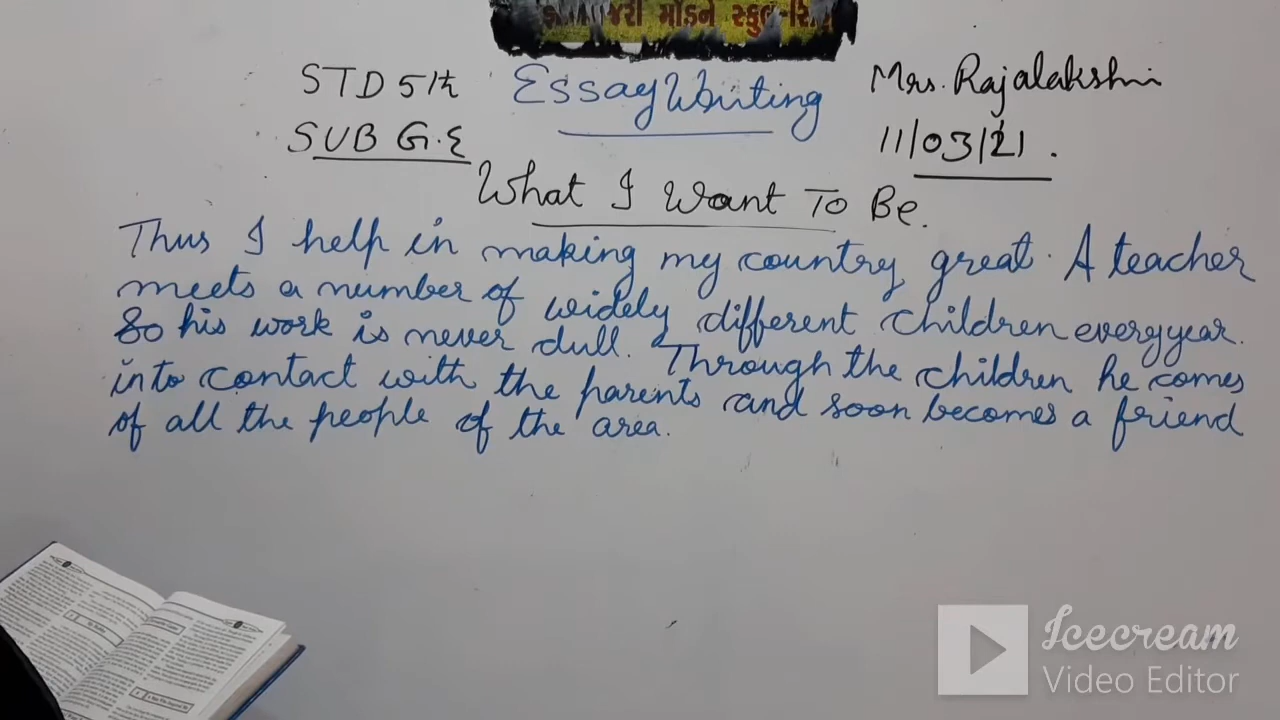 મોડર્ન સ્કુલ
STD 5th
Essay Writing
Mrs. Rajalakshmi
SUB G.E
11/03/21.
What I Want To Be.
Thus I help in making my country great. A teacher
meets a number of widely different children every year.
So his work is never dull. Through the children he comes
into contact with the parents and soon becomes a friend
of all the people of the area.
Icecream
Video Editor